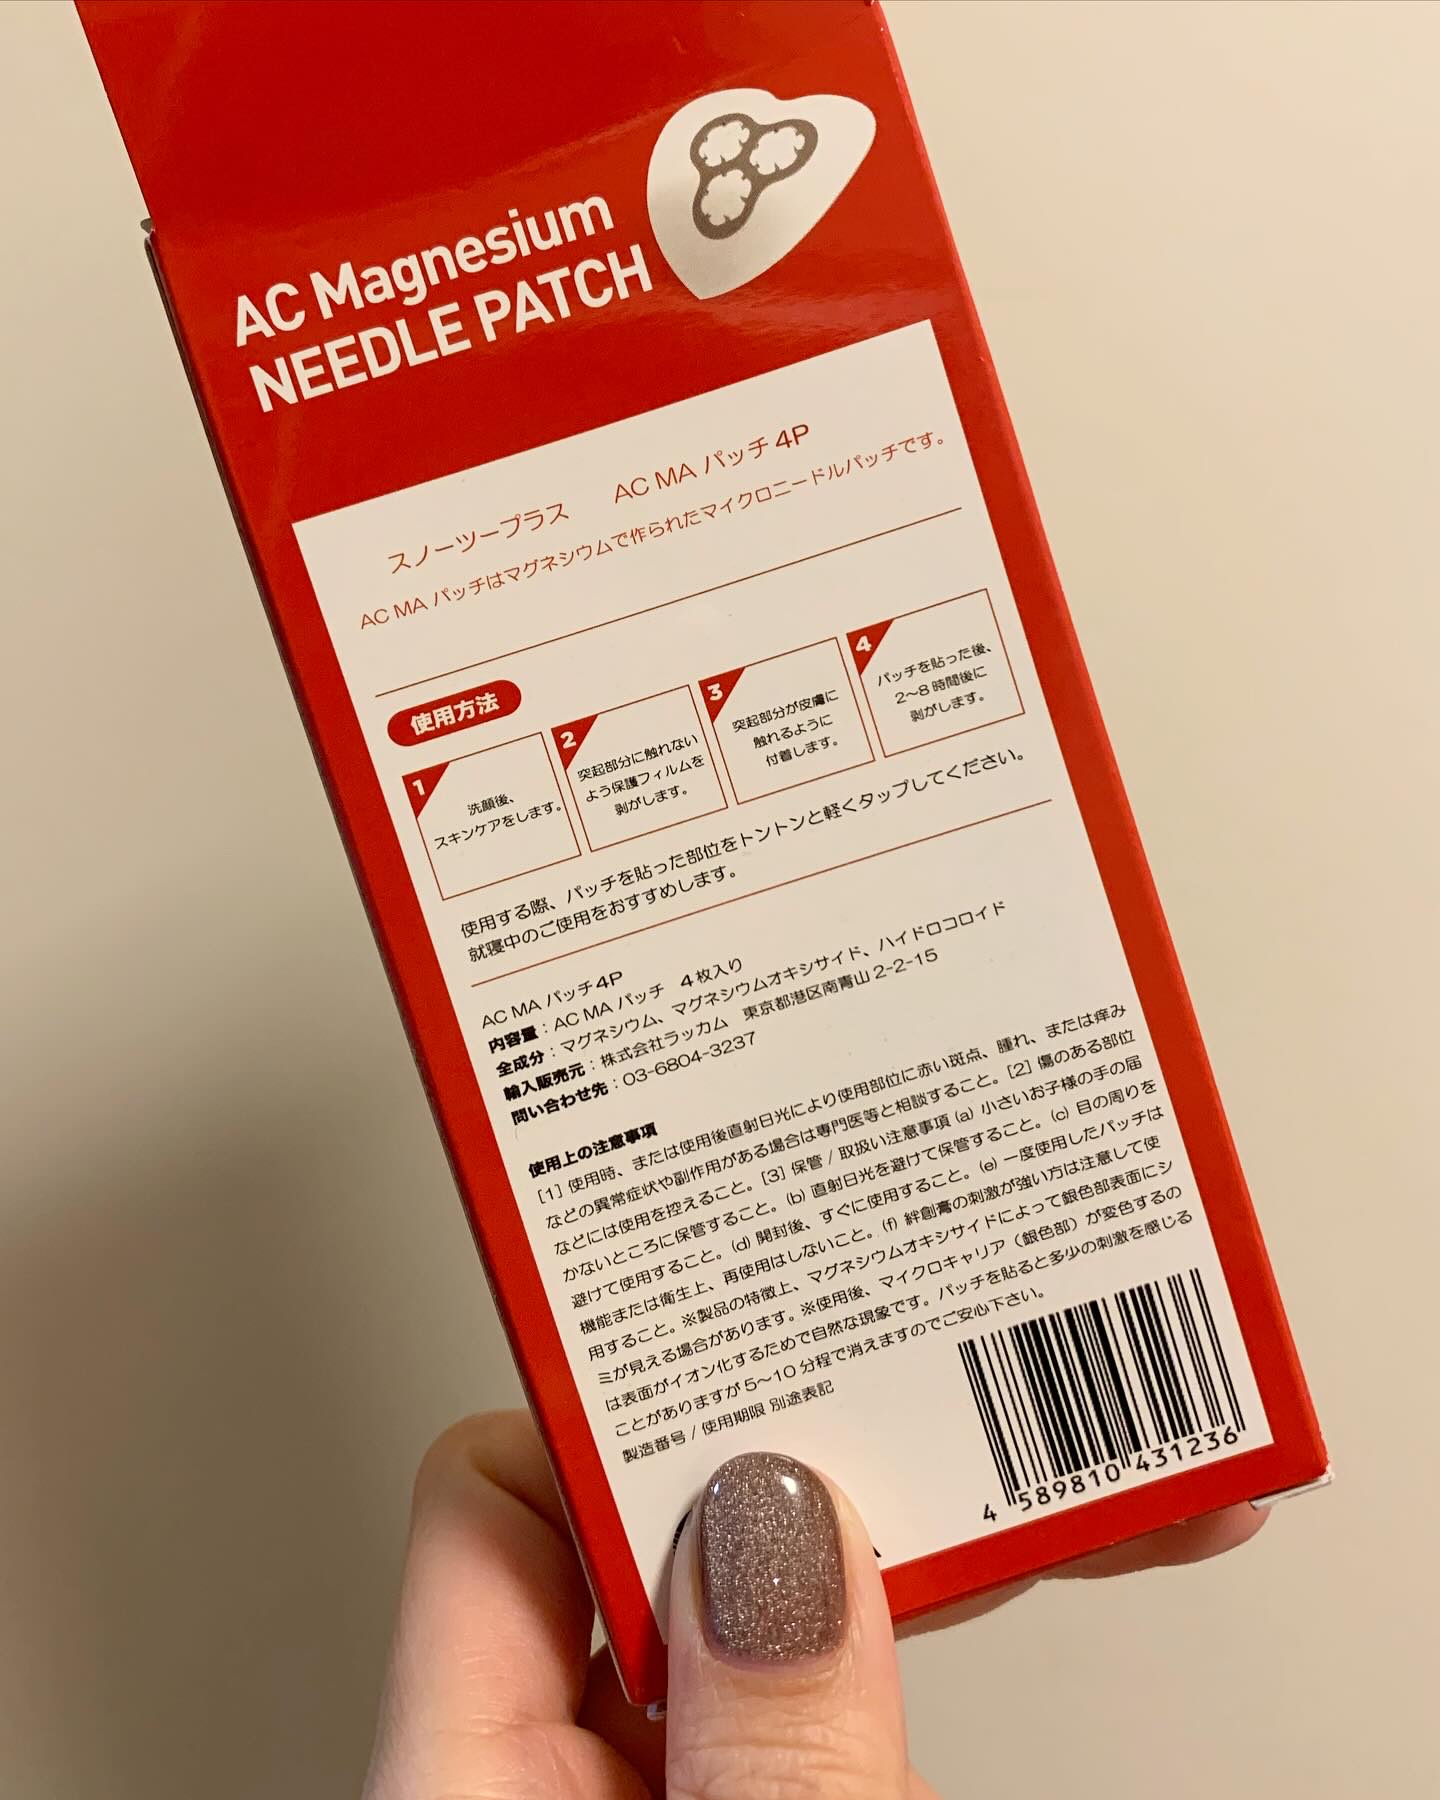 AC Magnesium
NEEDLE PATCH
スノーツープラス　AC MA パッチ 4P
AC MA パッチはマグネシウムで作られたマイクロニードルパッチです。
使用方法
1
洗顔後、
スキンケアをします。
2
突起部分に触れない
よう保護フィルムを
剥がします。
3
突起部分が皮膚に
触れるように
付着します。
4
パッチを貼った後、
2〜8 時間後に
剥がします。
使用する際、パッチを貼った部位をトントンと軽くタップしてください。
就寝中のご使用をおすすめします。
AC MA パッチ 4P
内容量：AC MA パッチ　4 枚入り
全成分：マグネシウム、マグネシウムオキシサイド、ハイドロコロイド
輸入販売元：株式会社ラッカム　東京都港区南青山 2-2-15
問い合わせ先：03-6804-3237
使用上の注意事項
[1] 使用時、または使用後直射日光により使用部位に赤い斑点、腫れ、または痒み
などの異常症状や副作用がある場合は専門医等と相談すること。[2] 傷のある部位
などには使用を控えること。[3] 保管 / 取扱い注意事項 (a) 小さいお子様の手の届
かないところに保管すること。(b) 直射日光を避けて保管すること。(c) 目の周りを
避けて使用すること。(d) 開封後、すぐに使用すること。(e) 一度使用したパッチは
機能または衛生上、再使用はしないこと。(f) 絆創膏の刺激が強い方は注意して使
用すること。※製品の特徴上、マグネシウムオキシサイドによって銀色部表面にシ
ミが見える場合があります。※使用後、マイクロキャリア（銀色部）が変色するの
は表面がイオン化するためで自然な現象です。パッチを貼ると多少の刺激を感じる
ことがありますが 5〜10 分程で消えますのでご安心下さい。
製造番号 / 使用期限 別途表記
4 589810 431236